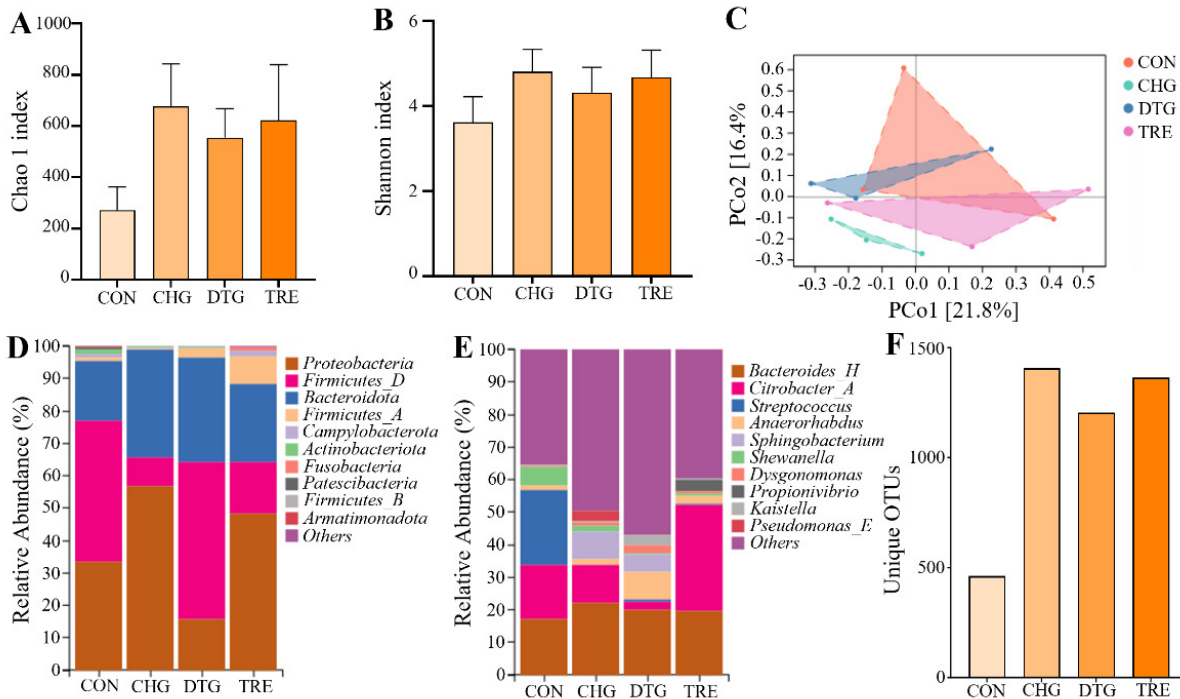 A
Chao 1 index
1000
800
600
400
200
0
CON CHG DTG TRE
B
Shannon index
6
4
2
0
CON CHG DTG TRE
C
PCo2 [16.4%
0.6
0.5
0.4
0.3
0.2
0.1
0.0
-0.1
-0.2
-0.3
-0.3 -0.2 -0.1 0.0 0.1 0.2 0.3 0.4 0.5
PCo1 [21.8%]
CON
CHG
DTG
TRE
D
Relative Abundance (%)
100
90
80
70
60
50
40
30
20
10
0
CON CHG DTG TRE
Proteobacteria
Firmicutes_D
Bacteroidota
Firmicutes_A
Campylobacterota
Actinobacteriota
Fusobacteria
Patescibacteria
Firmicutes_B
Armatimonadota
Others
E
Relative Abundance (%)
100
90
80
70
60
50
40
30
20
10
0
CON CHG DTG TRE
Bacteroides_H
Citrobacter_A
Streptococcus
Anaerorhabdus
Sphingobacterium
Shewanella
Dysgonomonas
Propionivibrio
Kaistella
Pseudomonas_E
Others
F
Unique OTUs
1500
1000
500
0
CON CHG DTG TRE